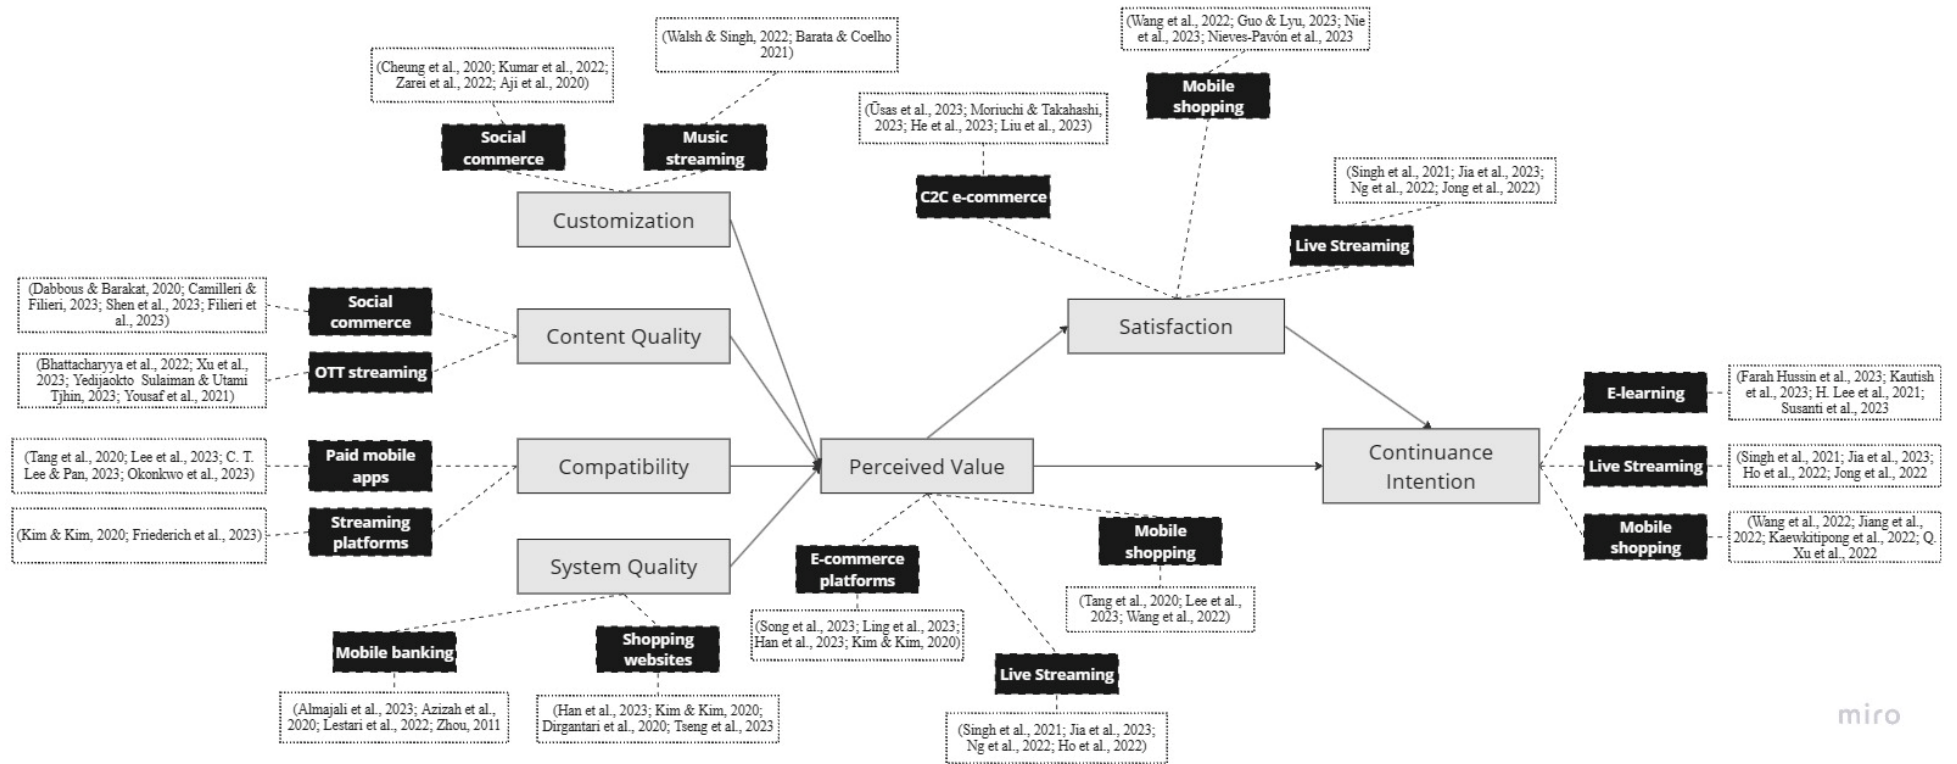 (Cheung et al., 2020; Kumar et al., 2022;
Zarei et al., 2022; Aji et al., 2020)
Social
commerce
(Walsh & Singh, 2022; Barata & Coelho
2021)
Music
streaming
Customization
(Dabbous & Barakat, 2020; Camilleri &
Filieri, 2023; Shen et al., 2023; Filieri et
al., 2023)
Social
commerce
Content Quality
(Bhattacharyya et al., 2022; Xu et al.,
2023; Yedijaokto Sulaiman & Utami
Tjhin, 2023; Yousaf et al., 2021)
OTT streaming
(Tang et al., 2020; Lee et al., 2023; C. T.
Lee & Pan, 2023; Okonkwo et al., 2023)
Paid mobile
apps
Compatibility
(Kim & Kim, 2020; Friederich et al., 2023)
Streaming
platforms
System Quality
Mobile banking
(Almajali et al., 2023; Azizah et al.,
2020; Lestari et al., 2022; Zhou, 2011
Shopping
websites
(Han et al., 2023; Kim & Kim, 2020;
Dirgantari et al., 2020; Tseng et al., 2023
Perceived Value
E-commerce
platforms
(Song et al., 2023; Ling et al., 2023;
Han et al., 2023; Kim & Kim, 2020)
Live Streaming
(Singh et al., 2021; Jia et al., 2023;
Ng et al., 2022; Ho et al., 2022)
Mobile
shopping
(Tang et al., 2020; Lee et al.,
2023; Wang et al., 2022)
(Ūsas et al., 2023; Moriuchi & Takahashi,
2023; He et al., 2023; Liu et al., 2023)
C2C e-commerce
(Wang et al., 2022; Guo & Lyu, 2023; Nie
et al., 2023; Nieves-Pavón et al., 2023
Mobile
shopping
(Singh et al., 2021; Jia et al., 2023;
Ng et al., 2022; Jong et al., 2022)
Live Streaming
Satisfaction
Continuance
Intention
E-learning
(Farah Hussin et al., 2023; Kautish
et al., 2023; H. Lee et al., 2021;
Susanti et al., 2023
Live Streaming
(Singh et al., 2021; Jia et al., 2023;
Ho et al., 2022; Jong et al., 2022
Mobile
shopping
(Wang et al., 2022; Jiang et al.,
2022; Kaewkitipong et al., 2022; Q.
Xu et al., 2022
miro